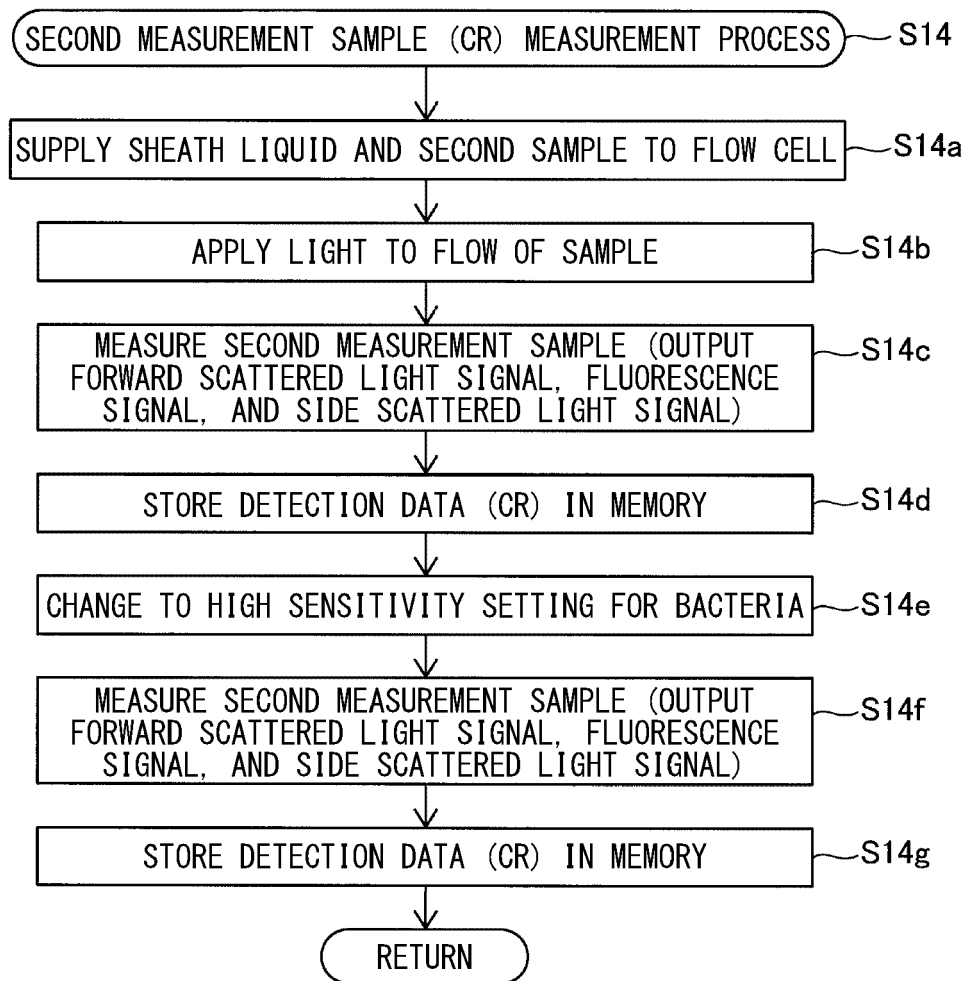 SECOND MEASUREMENT SAMPLE (CR) MEASUREMENT PROCESS
S14
SUPPLY SHEATH LIQUID AND SECOND SAMPLE TO FLOW CELL
S14a
APPLY LIGHT TO FLOW OF SAMPLE
S14b
MEASURE SECOND MEASUREMENT SAMPLE (OUTPUT
FORWARD SCATTERED LIGHT SIGNAL, FLUORESCENCE
SIGNAL, AND SIDE SCATTERED LIGHT SIGNAL)
S14c
STORE DETECTION DATA (CR) IN MEMORY
S14d
CHANGE TO HIGH SENSITIVITY SETTING FOR BACTERIA
S14e
MEASURE SECOND MEASUREMENT SAMPLE (OUTPUT
FORWARD SCATTERED LIGHT SIGNAL, FLUORESCENCE
SIGNAL, AND SIDE SCATTERED LIGHT SIGNAL)
S14f
STORE DETECTION DATA (CR) IN MEMORY
S14g
RETURN